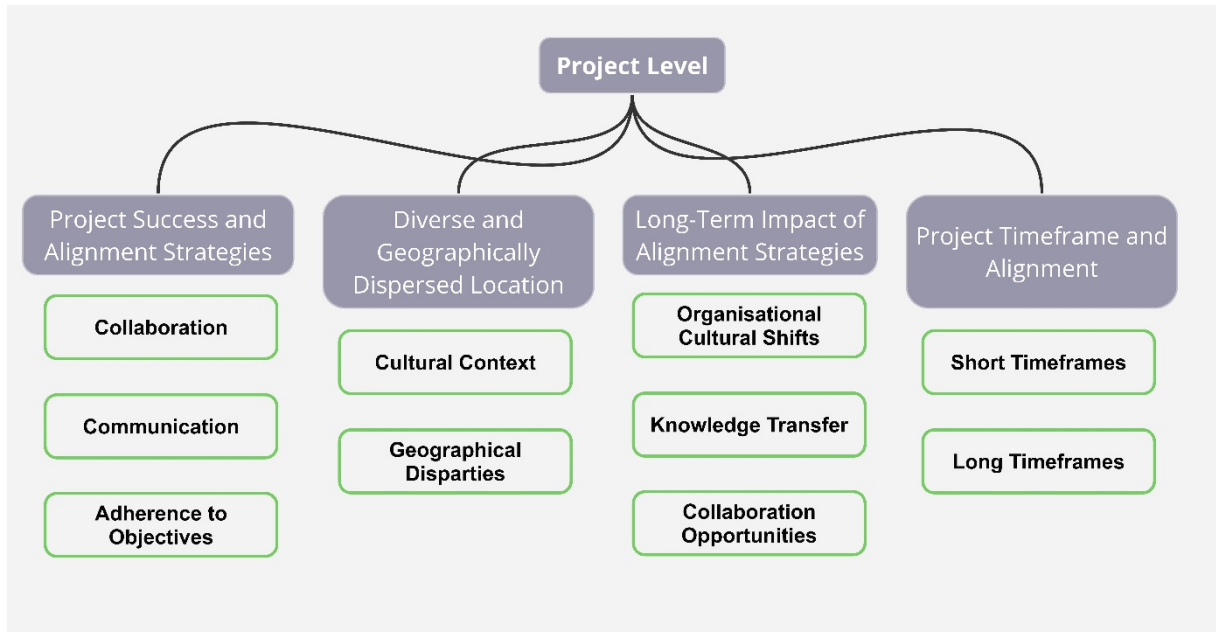 Project Level
Project Success and
Alignment Strategies
Collaboration
Communication
Adherence to
Objectives
Diverse and
Geographically
Dispersed Location
Cultural Context
Geographical
Disparties
Long-Term Impact of
Alignment Strategies
Organisational
Cultural Shifts
Knowledge Transfer
Collaboration
Opportunities
Project Timeframe and
Alignment
Short Timeframes
Long Timeframes